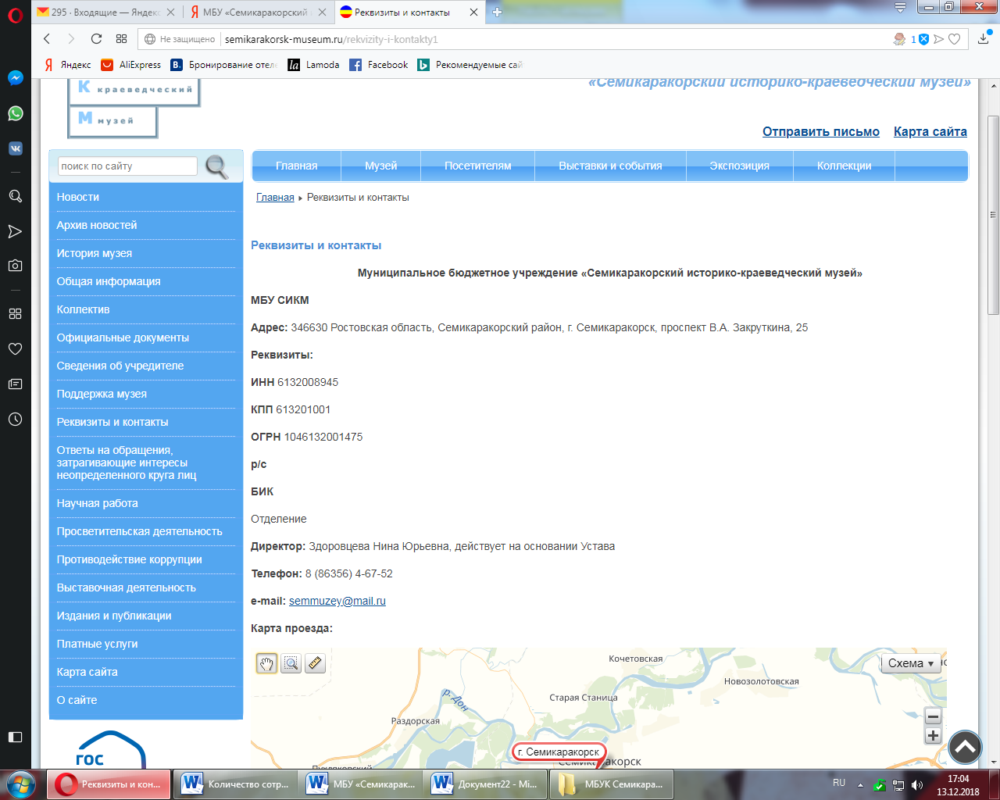 295 · Входящие — Яндекс
МБУ «Семикаракорский и
Реквизиты и контакты
Не защищено
semikarakorsk-museum.ru/rekvizity-i-kontakty1
1
Яндекс
AliExpress
Бронирование отеле
Lamoda
Facebook
Рекомендуемые сай
К краеведческий
М музей
«Семикаракорский историко-краеведческий музей»
Отправить письмо
Карта сайта
поиск по сайту
Главная
Музей
Посетителям
Выставки и события
Экспозиция
Коллекции
Новости
Архив новостей
История музея
Общая информация
Коллектив
Официальные документы
Сведения об учредителе
Поддержка музея
Реквизиты и контакты
Ответы на обращения,
затрагивающие интересы
неопределенного круга лиц
Научная работа
Просветительская деятельность
Противодействие коррупции
Выставочная деятельность
Издания и публикации
Платные услуги
Карта сайта
О сайте
гос
Главная ▸ Реквизиты и контакты
Реквизиты и контакты
Муниципальное бюджетное учреждение «Семикаракорский историко-краеведческий музей»
МБУ СИКМ
Адрес: 346630 Ростовская область, Семикаракорский район, г. Семикаракорск, проспект В.А. Закруткина, 25
Реквизиты:
ИНН 6132008945
КПП 613201001
ОГРН 1046132001475
р/с
БИК
Отделение
Директор: Здоровцева Нина Юрьевна, действует на основании Устава
Телефон: 8 (86356) 4-67-52
e-mail: semmuzey@mail.ru
Карта проезда:
Схема
Кочетовская
Новозолотовская
Старая Станица
р. Дон
Раздорская
г. Семикаракорск
Семикаракорск
Реквизиты и кон...
Количество сотр...
МБУ «Семикарак...
Документ22 - Mi...
МБУК Семикара...
RU
17:04
13.12.2018